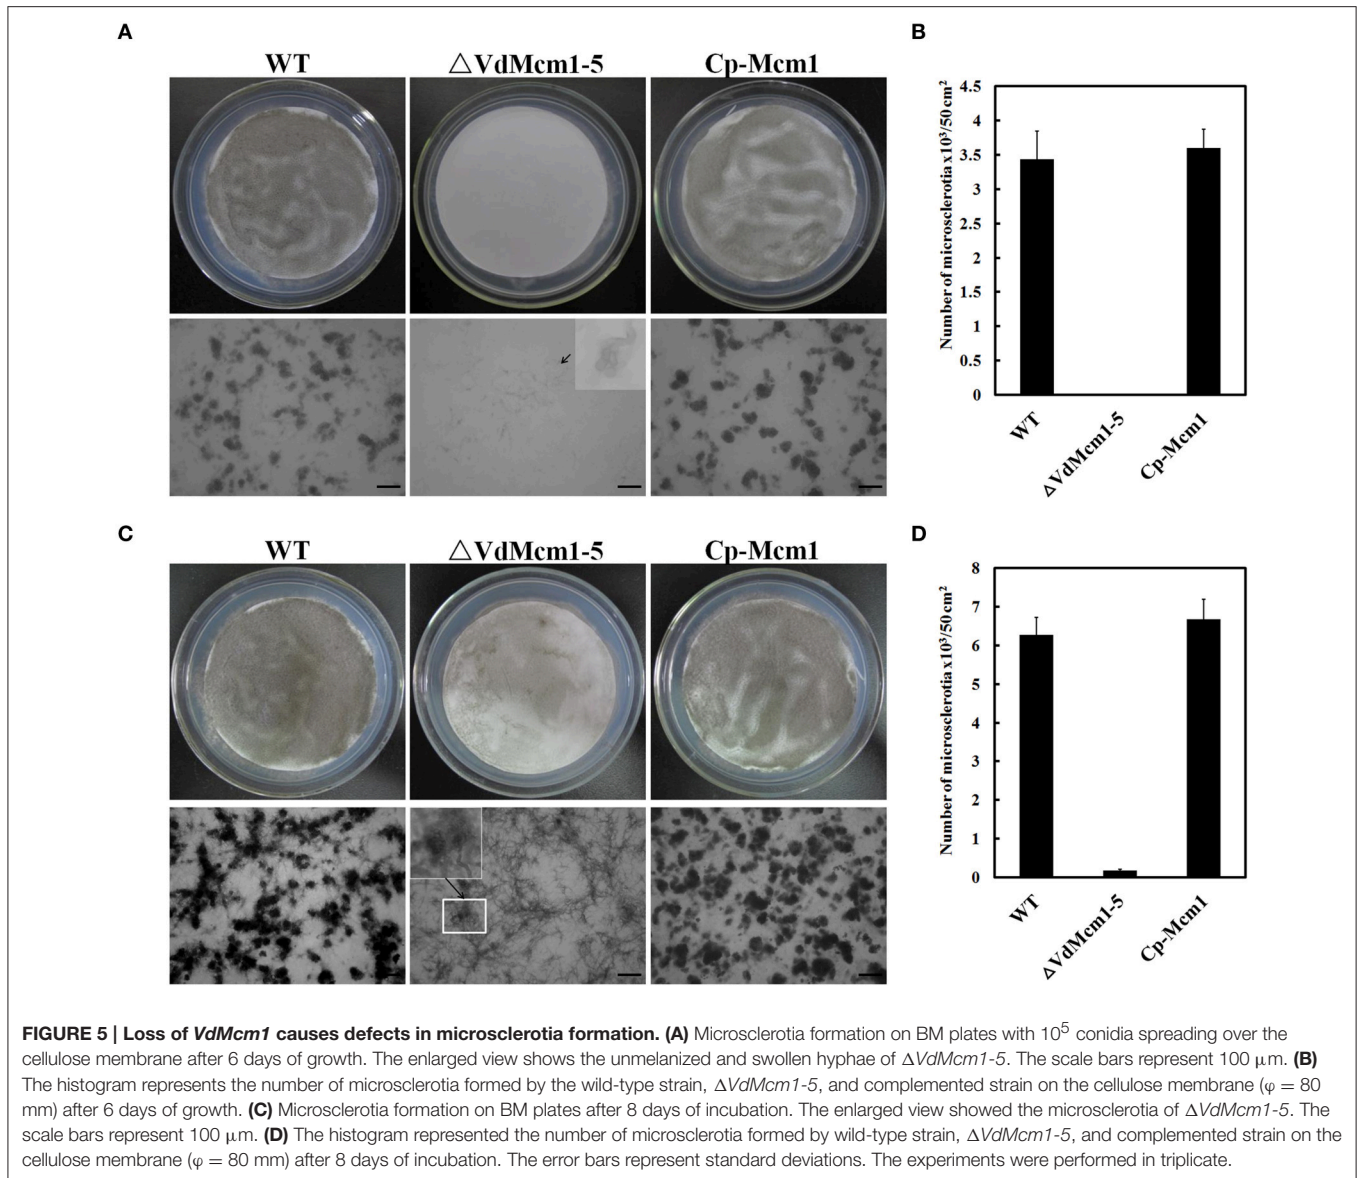 A
WT
△VdMcm1-5
Cp-Mcm1
B
Number of microsclerotia x10³/50 cm²
4.5
4
3.5
3
2.5
2
1.5
1
0.5
0
WT
ΔVdMcm1-5
Cp-Mcm1
C
WT
△VdMcm1-5
Cp-Mcm1
D
Number of microsclerotia x10³/50 cm²
8
7
6
5
4
3
2
1
0
WT
ΔVdMcm1-5
Cp-Mcm1
FIGURE 5 | Loss of VdMcm1 causes defects in microsclerotia formation. (A) Microsclerotia formation on BM plates with 10⁵ conidia spreading over the
cellulose membrane after 6 days of growth. The enlarged view shows the unmelanized and swollen hyphae of ΔVdMcm1-5. The scale bars represent 100 μm. (B)
The histogram represents the number of microsclerotia formed by the wild-type strain, ΔVdMcm1-5, and complemented strain on the cellulose membrane (φ = 80
mm) after 6 days of growth. (C) Microsclerotia formation on BM plates after 8 days of incubation. The enlarged view showed the microsclerotia of ΔVdMcm1-5. The
scale bars represent 100 μm. (D) The histogram represented the number of microsclerotia formed by wild-type strain, ΔVdMcm1-5, and complemented strain on the
cellulose membrane (φ = 80 mm) after 8 days of incubation. The error bars represent standard deviations. The experiments were performed in triplicate.